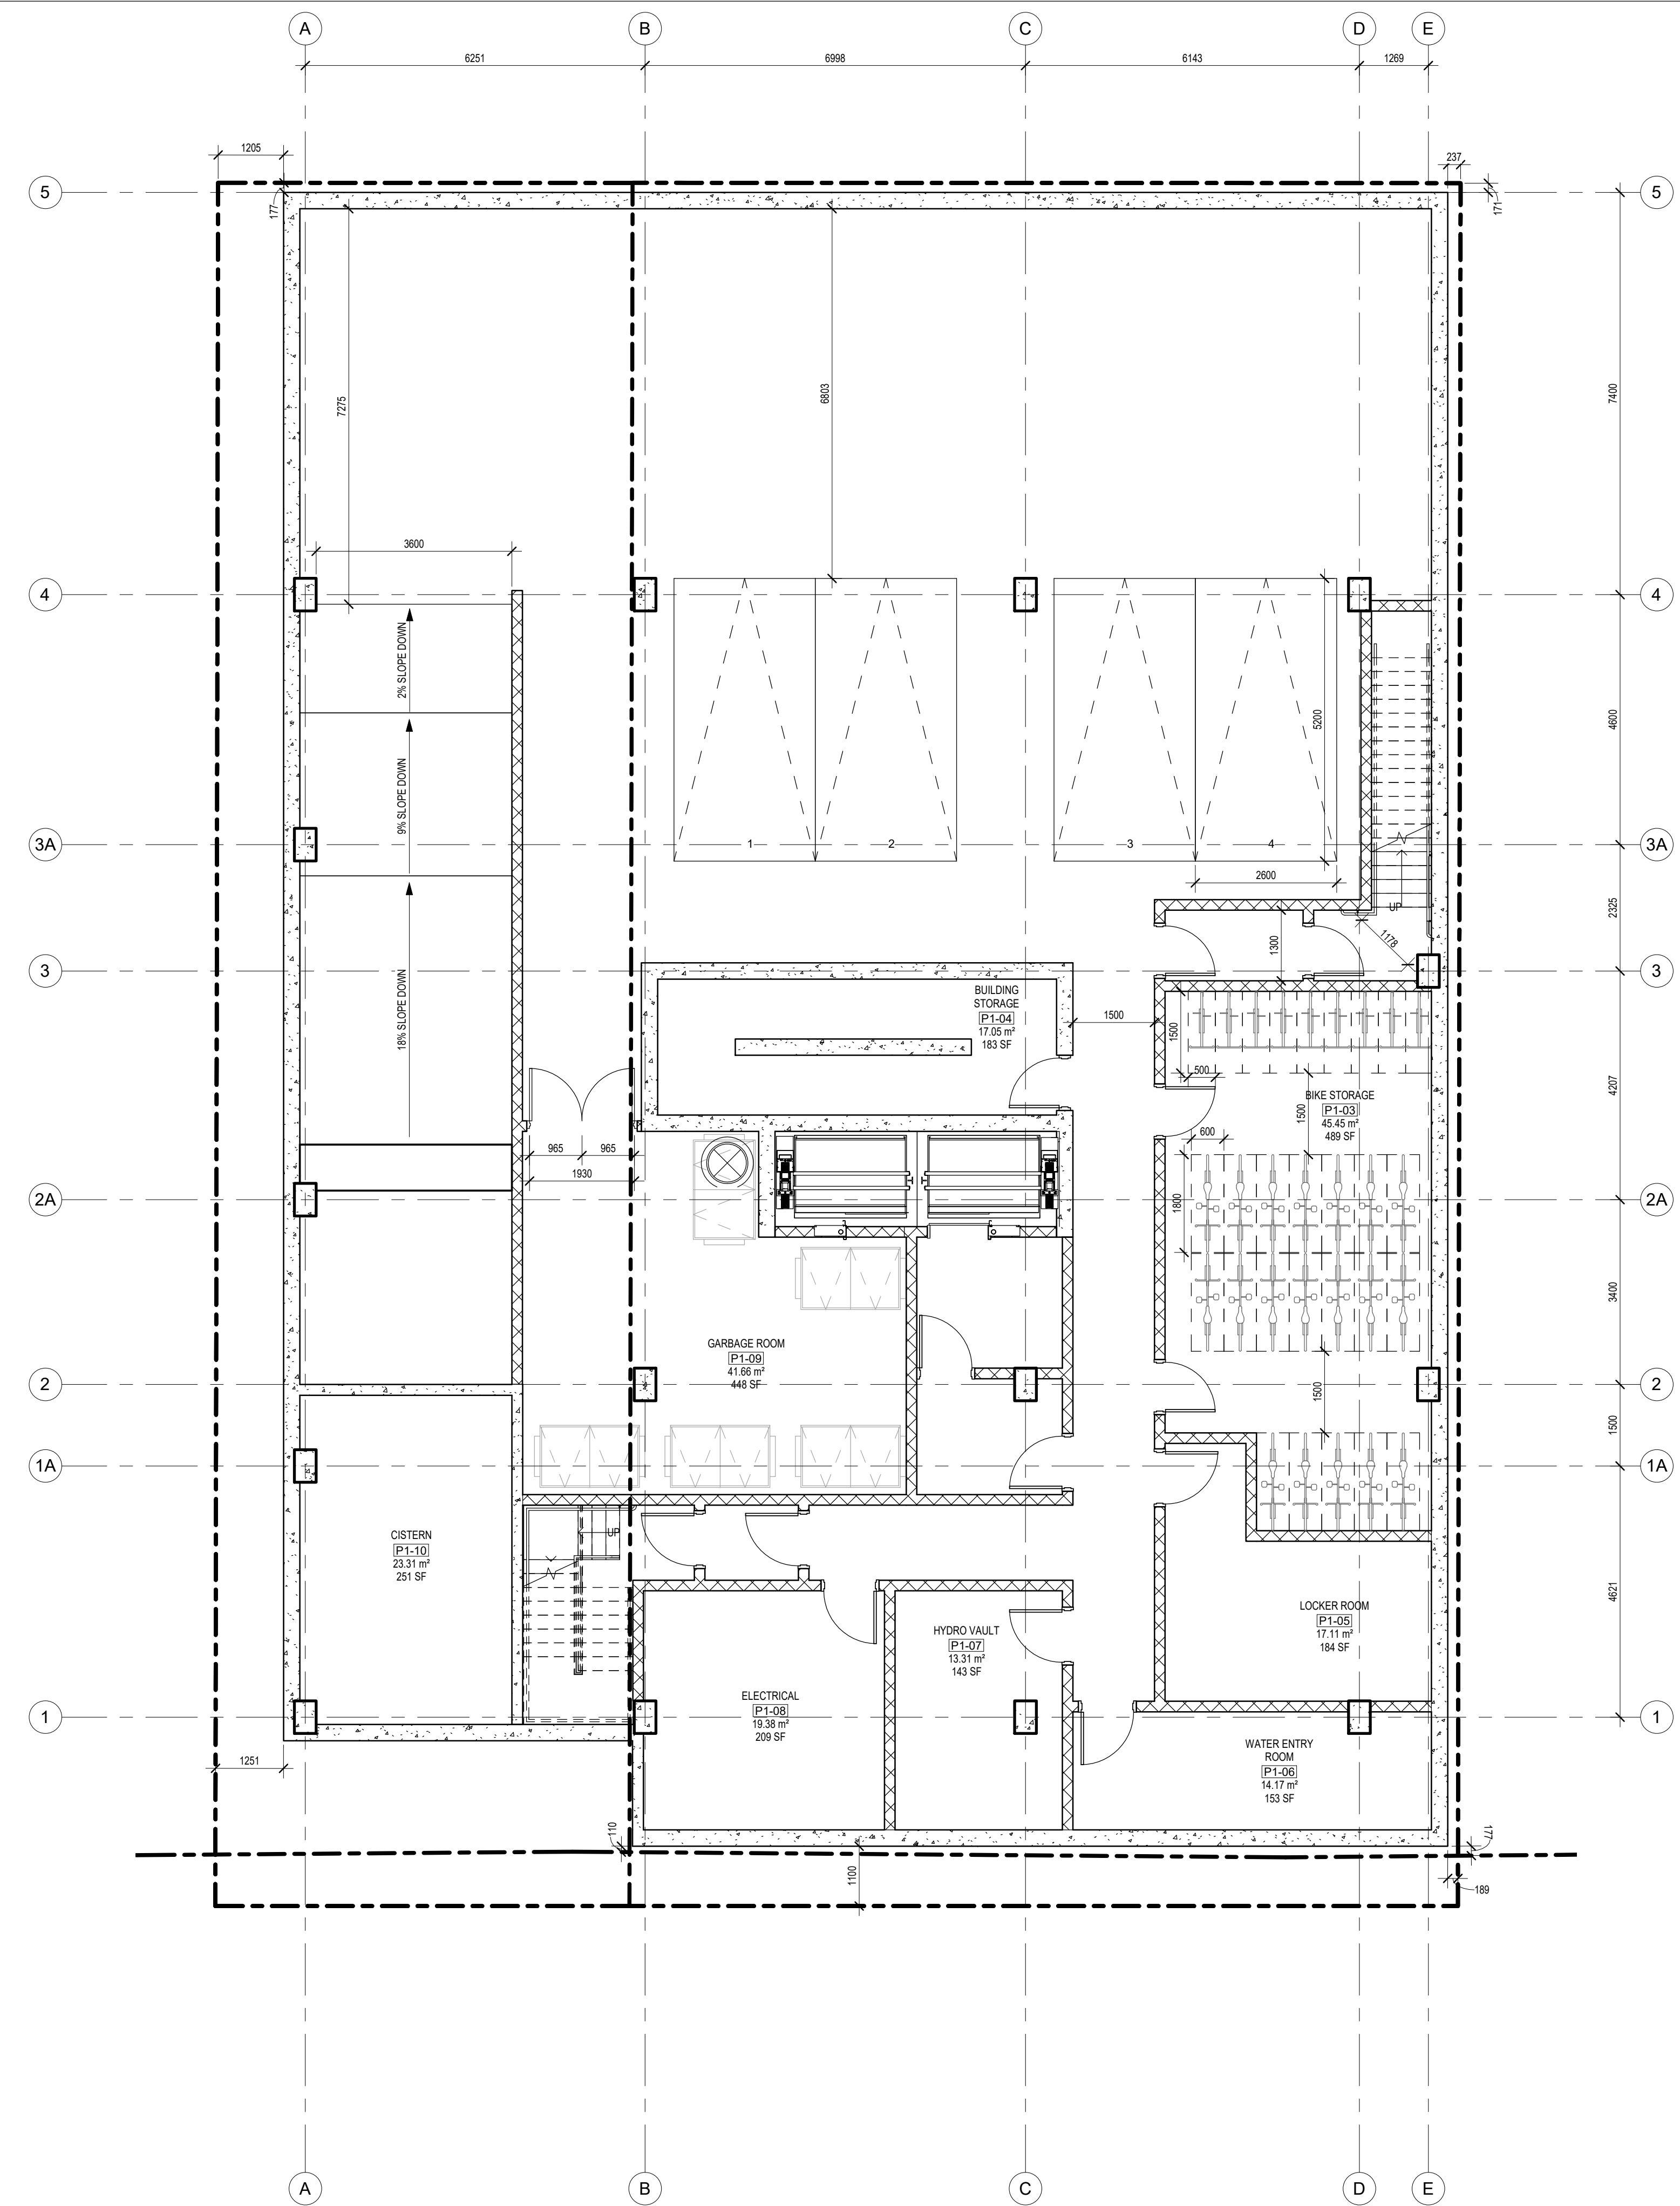 A B C D E
6251 6998 6143 1269
1205
237
5 5
177
171
7275
6803
7400
3600
4 4
2% SLOPE DOWN
9% SLOPE DOWN
5200
4600
3A 1 2 3 4 3A
2600
18% SLOPE DOWN
UP
1178
1300
2325
3 3
BUILDING
STORAGE
P1-04
17.05 m²
183 SF
1500
1500
500
1500
BIKE STORAGE
P1-03
45.45 m²
489 SF
4207
965 965
1930
600
1800
2A 2A
3400
GARBAGE ROOM
P1-09
41.66 m²
448 SF
2 2
1500
1500
1A 1A
CISTERN
P1-10
23.31 m²
251 SF
UP
4621
LOCKER ROOM
P1-05
17.11 m²
184 SF
HYDRO VAULT
P1-07
13.31 m²
143 SF
ELECTRICAL
P1-08
19.38 m²
209 SF
1 1
WATER ENTRY
ROOM
P1-06
14.17 m²
153 SF
1251
110
1100
177
189
A B C D E